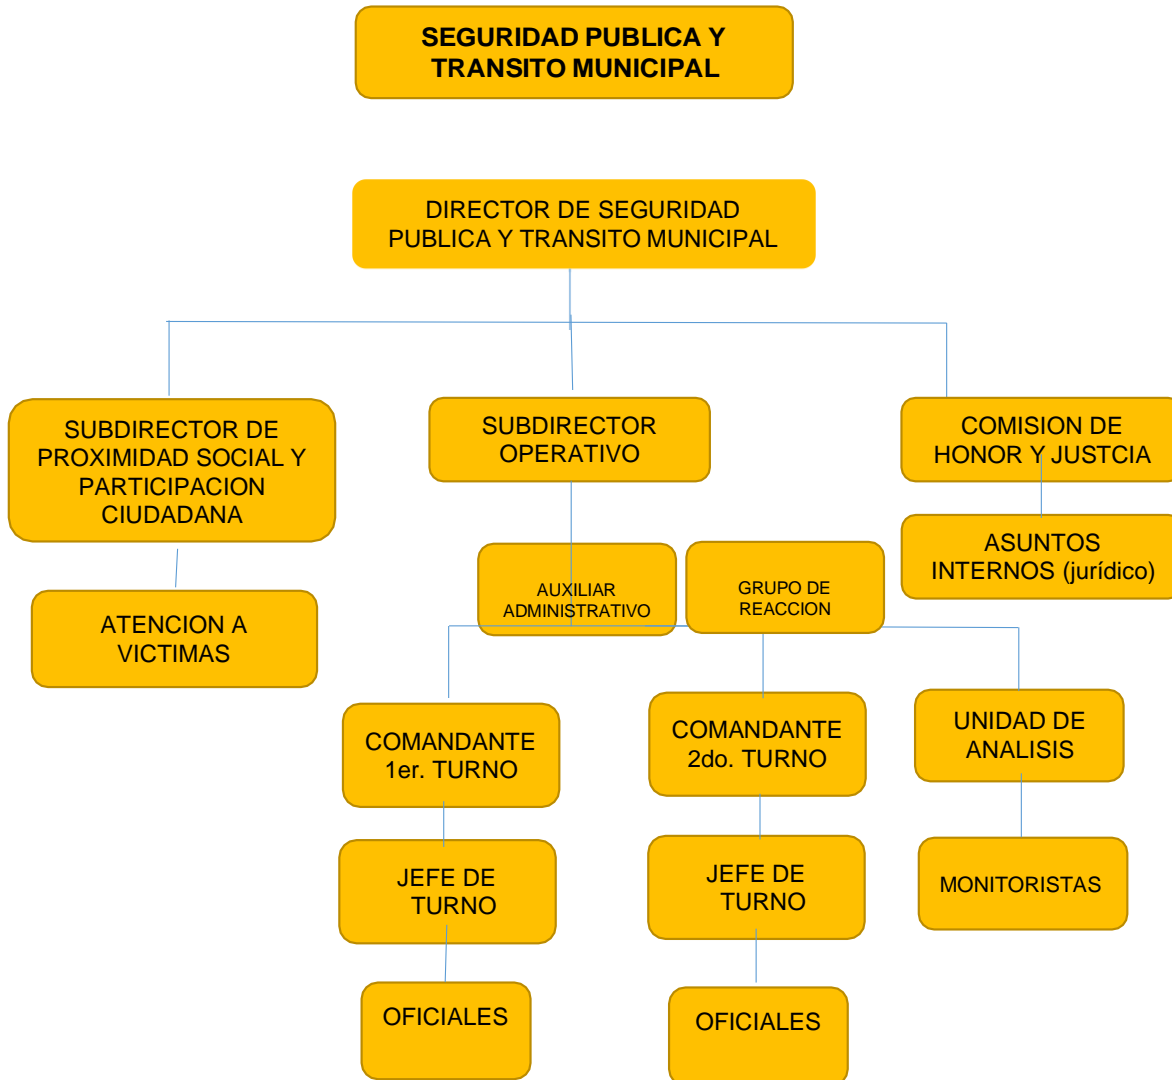 SEGURIDAD PUBLICA Y
TRANSITO MUNICIPAL
DIRECTOR DE SEGURIDAD
PUBLICA Y TRANSITO MUNICIPAL
SUBDIRECTOR DE
PROXIMIDAD SOCIAL Y
PARTICIPACION
CIUDADANA
SUBDIRECTOR
OPERATIVO
COMISION DE
HONOR Y JUSTCIA
ATENCION A
VICTIMAS
AUXILIAR
ADMINISTRATIVO
GRUPO DE
REACCION
ASUNTOS
INTERNOS (jurídico)
COMANDANTE
1er. TURNO
COMANDANTE
2do. TURNO
UNIDAD DE
ANALISIS
JEFE DE
TURNO
JEFE DE
TURNO
MONITORISTAS
OFICIALES
OFICIALES